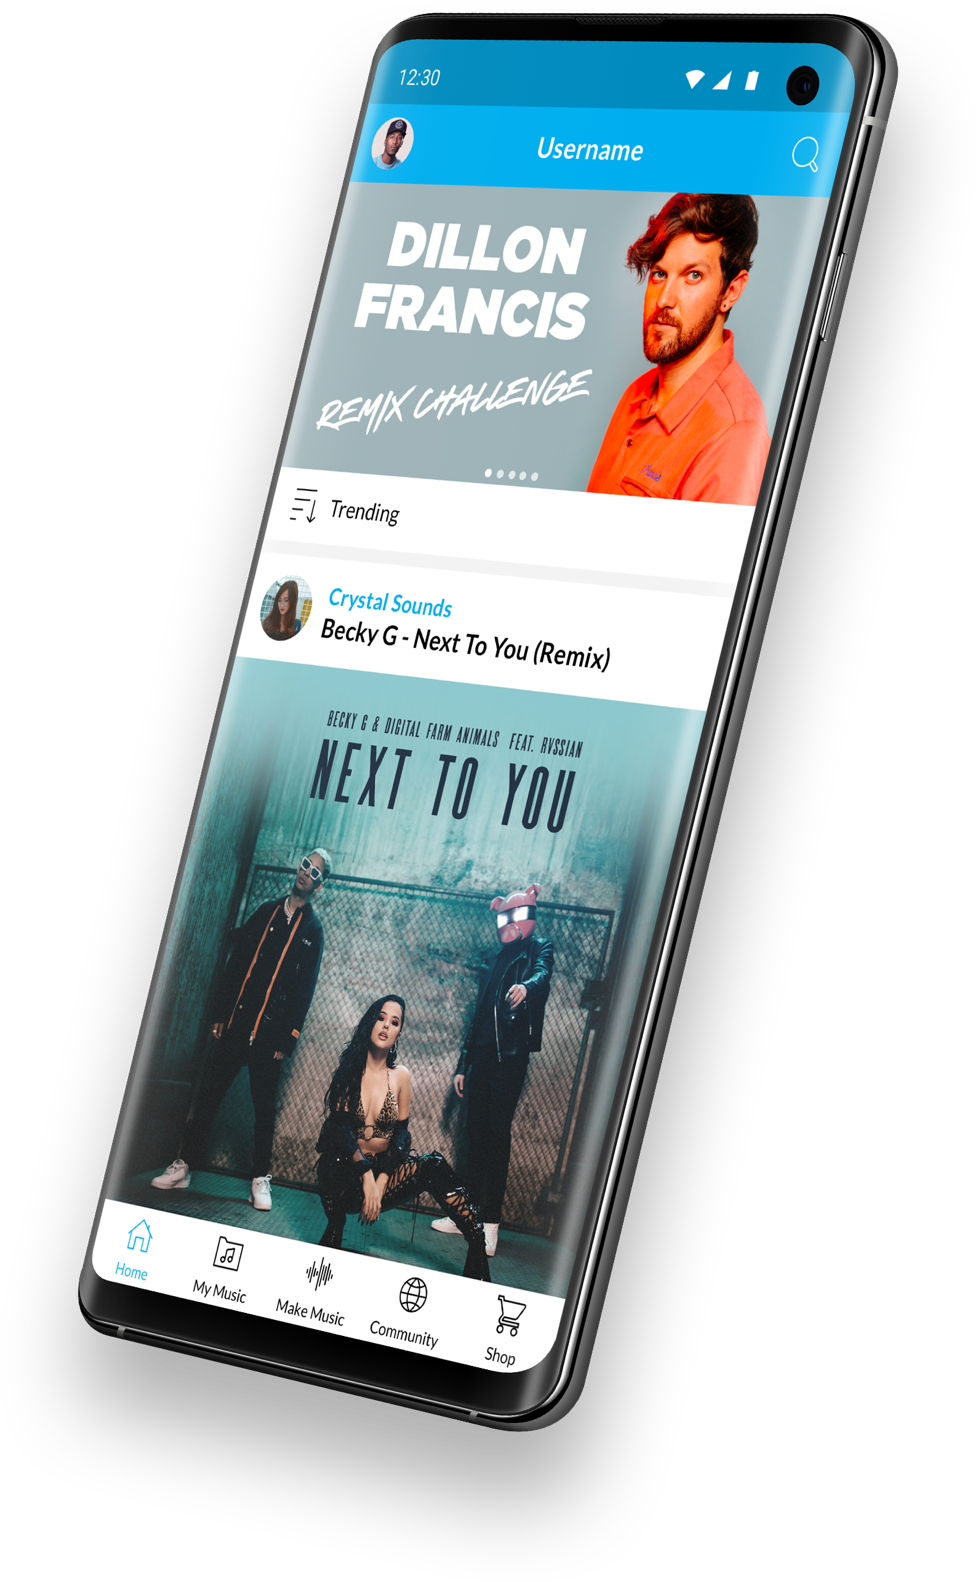 12:30
Username
DILLON
FRANCIS
REMIX CHALLENGE
Trending
Crystal Sounds
Becky G - Next To You (Remix)
BECKY G & DIGITAL FARM ANIMALS FEAT. RVSSIAN
NEXT TO YOU
Home
My Music
Make Music
Community
Shop